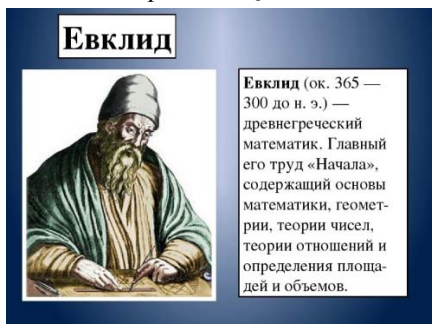 Евклид
Евклид (ок. 365 —
300 до н. э.) —
древнегреческий
математик. Главный
его труд «Начала»,
содержащий основы
математики, геомет-
рии, теории чисел,
теории отношений и
определения площа-
дей и объемов.